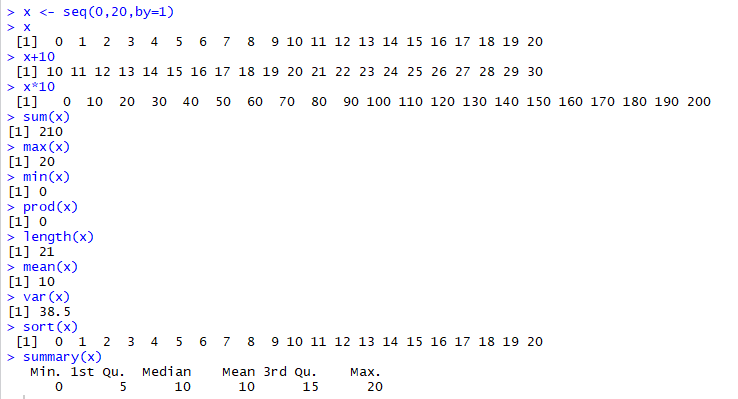 > x <- seq(0,20,by=1)
> x
 [1]  0  1  2  3  4  5  6  7  8  9 10 11 12 13 14 15 16 17 18 19 20
> x+10
 [1] 10 11 12 13 14 15 16 17 18 19 20 21 22 23 24 25 26 27 28 29 30
> x*10
 [1]   0  10  20  30  40  50  60  70  80  90 100 110 120 130 140 150 160 170 180 190 200
> sum(x)
[1] 210
> max(x)
[1] 20
> min(x)
[1] 0
> prod(x)
[1] 0
> length(x)
[1] 21
> mean(x)
[1] 10
> var(x)
[1] 38.5
> sort(x)
 [1]  0  1  2  3  4  5  6  7  8  9 10 11 12 13 14 15 16 17 18 19 20
> summary(x)
   Min. 1st Qu.  Median    Mean 3rd Qu.    Max.
      0       5      10      10      15      20